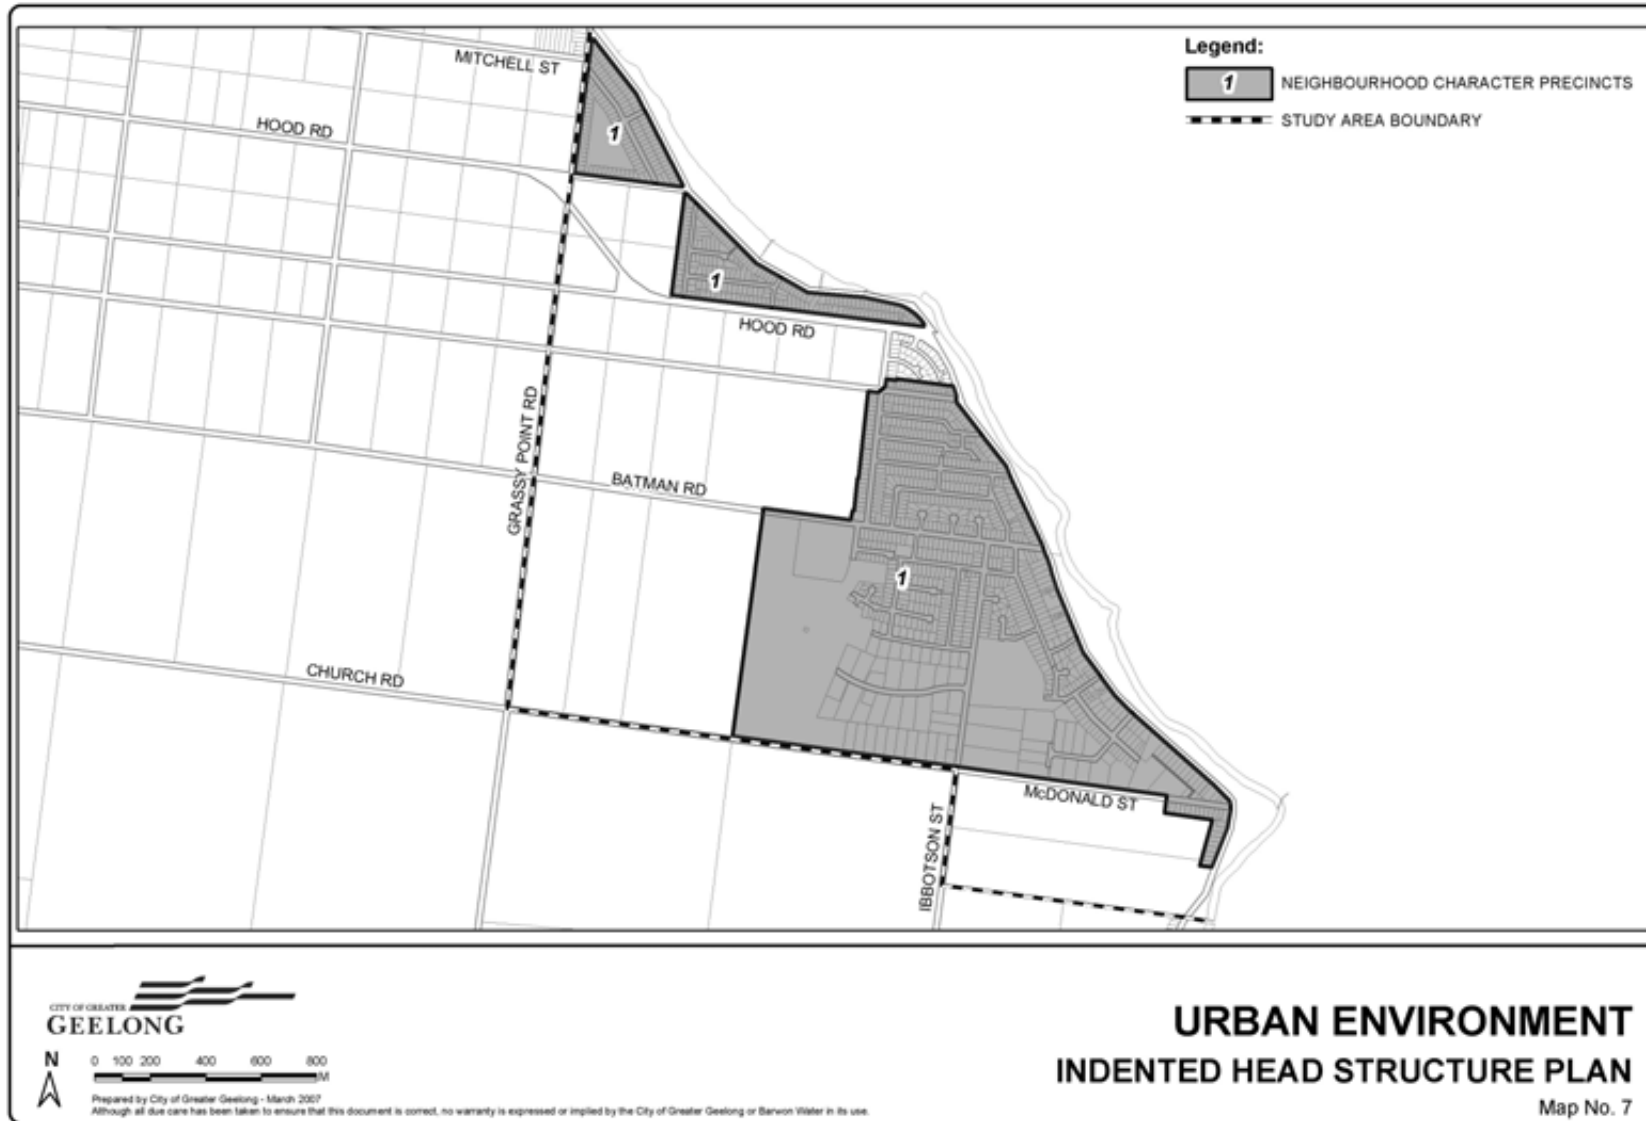 Legend:
1 NEIGHBOURHOOD CHARACTER PRECINCTS
STUDY AREA BOUNDARY
MITCHELL ST
HOOD RD
1
1
HOOD RD
GRASSY POINT RD
BATMAN RD
1
CHURCH RD
McDONALD ST
IBBOTSON ST
CITY OF GREATER
GEELONG
N
0 100 200 400 600 800
M
Prepared by City of Greater Geelong - March 2007
Although all due care has been taken to ensure that this document is correct, no warranty is expressed or implied by the City of Greater Geelong or Barwon Water in its use.
URBAN ENVIRONMENT
INDENTED HEAD STRUCTURE PLAN
Map No. 7